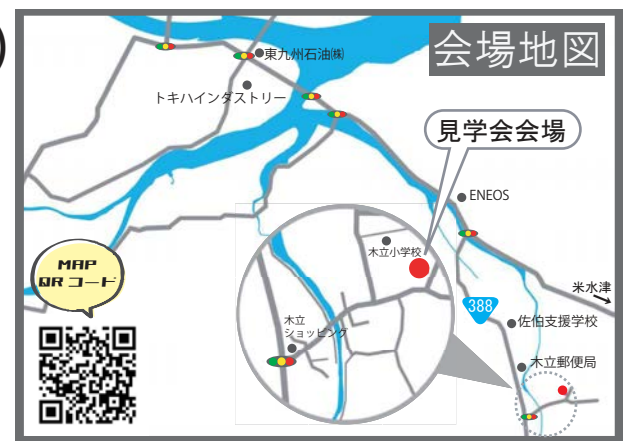 会場地図
東九州石油㈱
トキハインダストリー
見学会会場
ENEOS
木立小学校
米水津
MAP
QRコード
388
木立
ショッピング
佐伯支援学校
木立郵便局